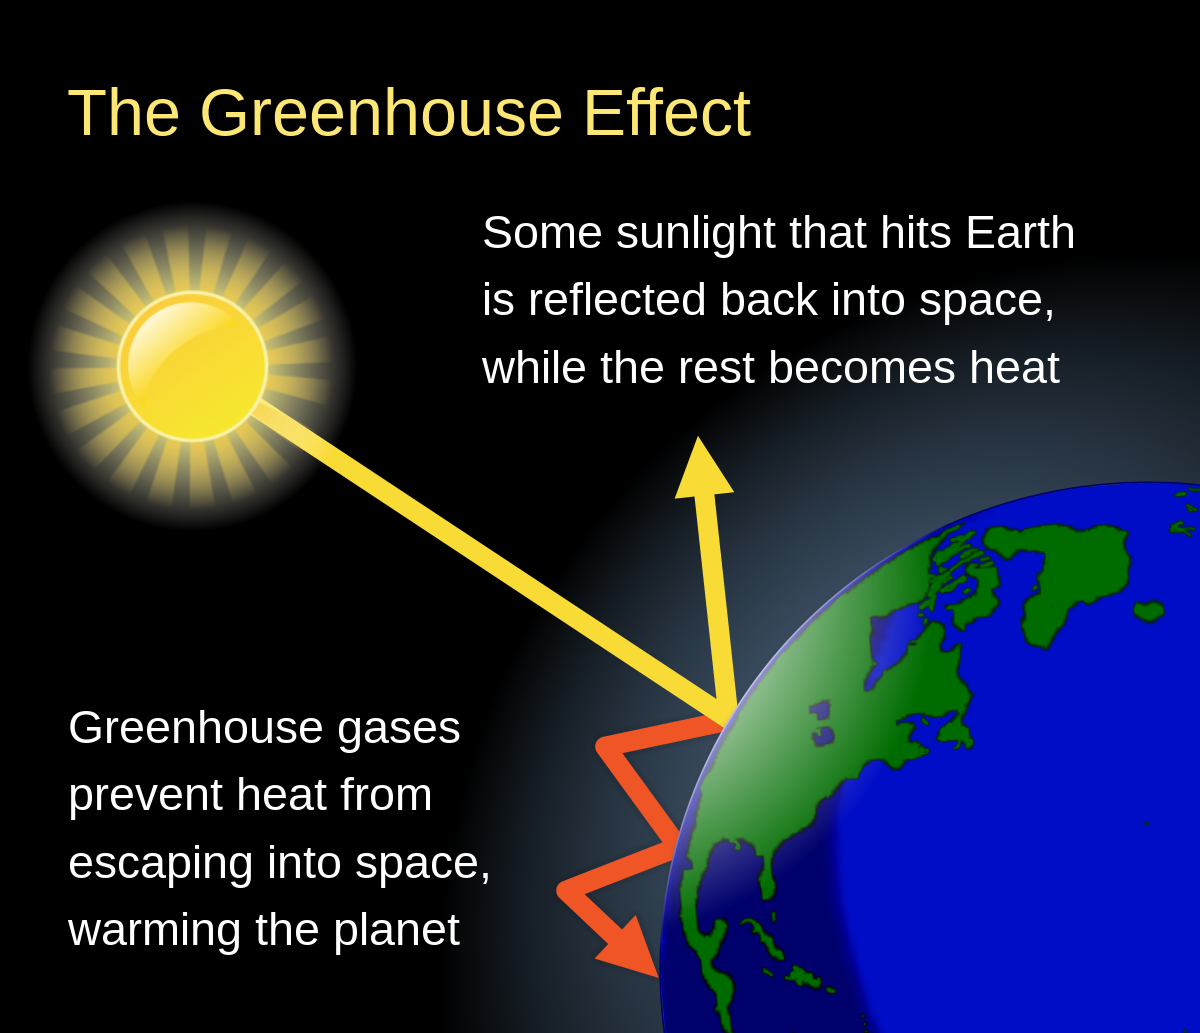 The Greenhouse Effect
Some sunlight that hits Earth
is reflected back into space,
while the rest becomes heat
Greenhouse gases
prevent heat from
escaping into space,
warming the planet